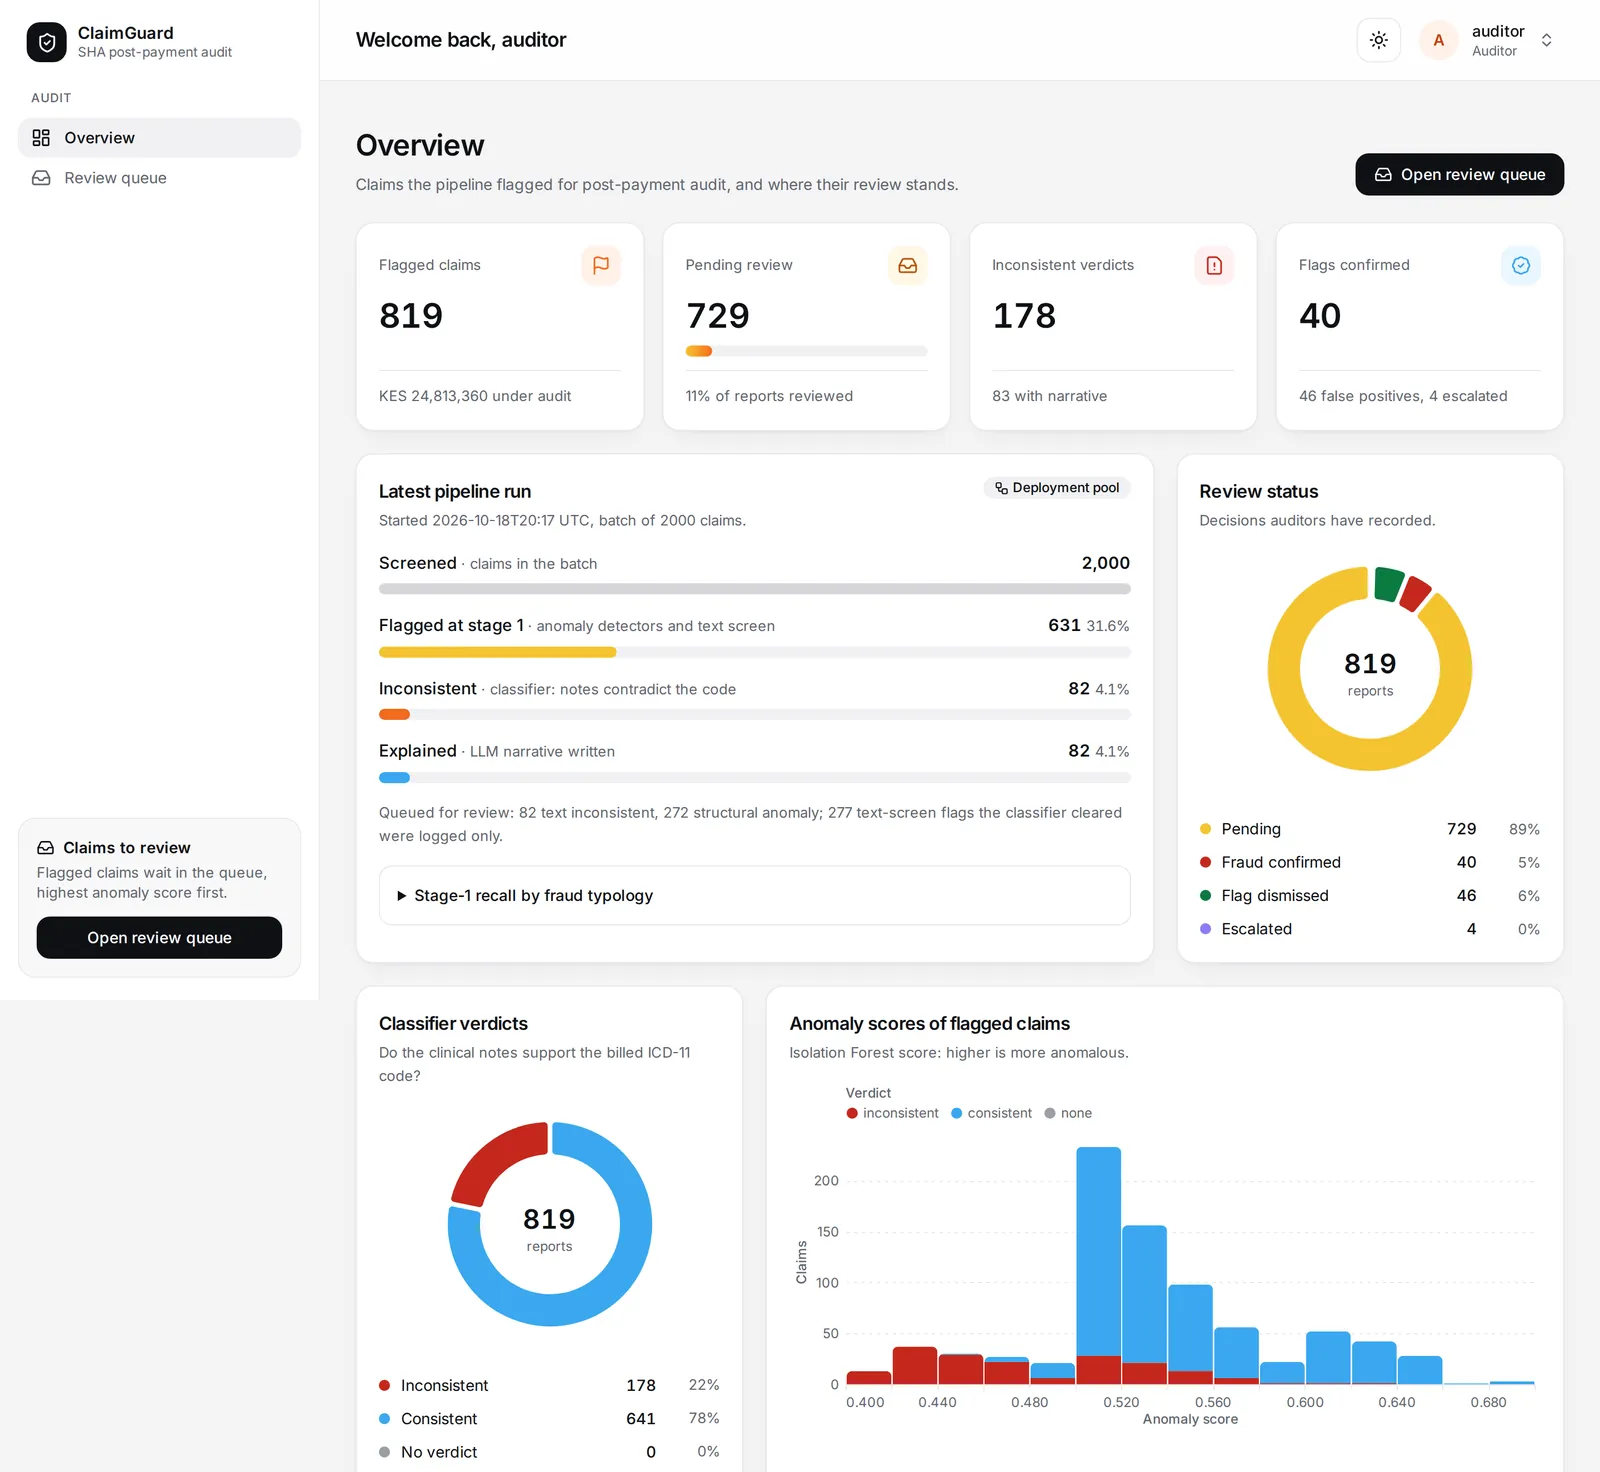 ClaimGuard
SHA post-payment audit
AUDIT
Overview
Review queue
Claims to review
Flagged claims wait in the queue,
highest anomaly score first.
Open review queue
Welcome back, auditor
A
auditor
Auditor
Overview
Claims the pipeline flagged for post-payment audit, and where their review stands.
Open review queue
Flagged claims
819
KES 24,813,360 under audit
Pending review
729
11% of reports reviewed
Inconsistent verdicts
178
83 with narrative
Flags confirmed
40
46 false positives, 4 escalated
Latest pipeline run
Deployment pool
Started 2026-10-18T20:17 UTC, batch of 2000 claims.
Screened · claims in the batch 2,000
Flagged at stage 1 · anomaly detectors and text screen 631 31.6%
Inconsistent · classifier: notes contradict the code 82 4.1%
Explained · LLM narrative written 82 4.1%
Queued for review: 82 text inconsistent, 272 structural anomaly; 277 text-screen flags the classifier cleared
were logged only.
Stage-1 recall by fraud typology
Review status
Decisions auditors have recorded.
819
reports
Pending 729 89%
Fraud confirmed 40 5%
Flag dismissed 46 6%
Escalated 4 0%
Classifier verdicts
Do the clinical notes support the billed ICD-11
code?
819
reports
Inconsistent 178 22%
Consistent 641 78%
No verdict 0 0%
Anomaly scores of flagged claims
Isolation Forest score: higher is more anomalous.
Verdict
inconsistent consistent none
Claims
200
150
100
50
0
0.400 0.440 0.480 0.520 0.560 0.600 0.640 0.680
Anomaly score